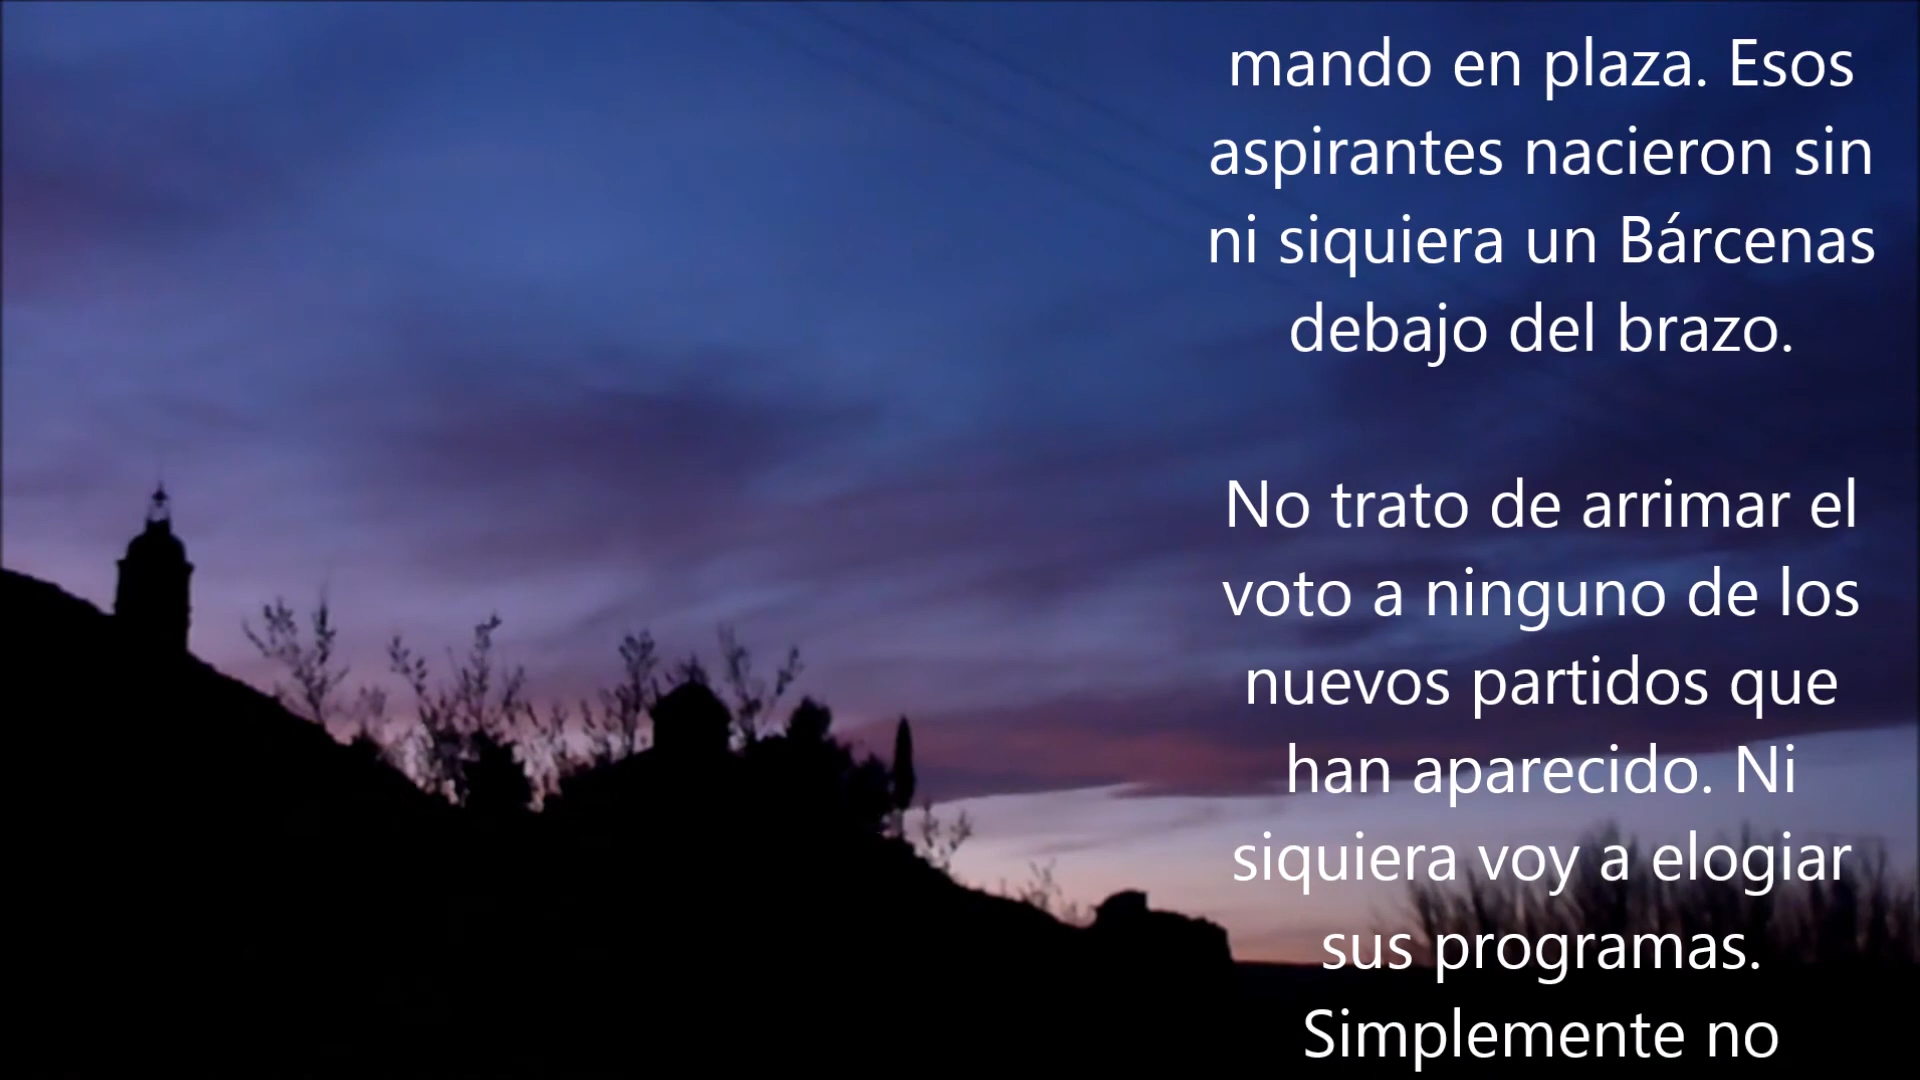 mando en plaza. Esos
aspirantes nacieron sin
ni siquiera un Bárcenas
debajo del brazo.
No trato de arrimar el
voto a ninguno de los
nuevos partidos que
han aparecido. Ni
siquiera voy a elogiar
sus programas.
Simplemente no